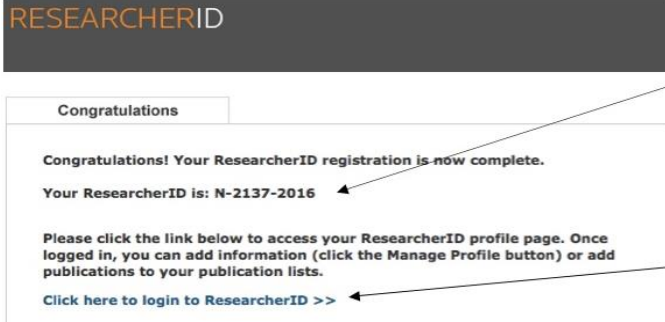 RESEARCHERID
Congratulations
Congratulations! Your ResearcherID registration is now complete.
Your ResearcherID is: N-2137-2016
Please click the link below to access your ResearcherID profile page. Once
logged in, you can add information (click the Manage Profile button) or add
publications to your publication lists.
Click here to login to ResearcherID >>